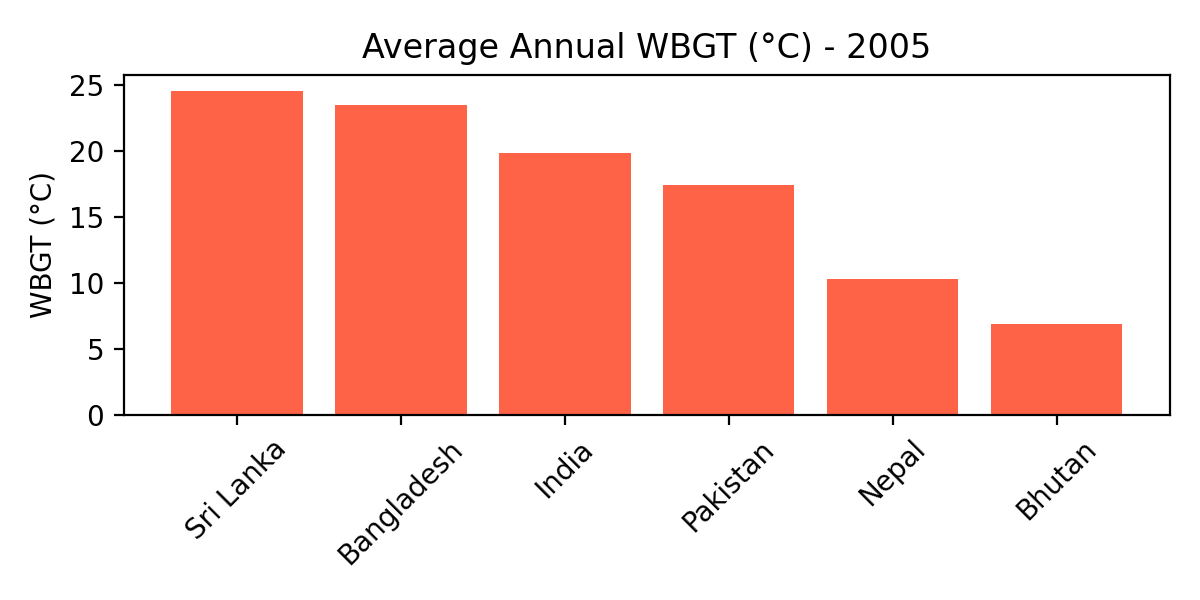 Average Annual WBGT (°C) - 2005
WBGT (°C)
25
20
15
10
5
0
Sri Lanka
Bangladesh
India
Pakistan
Nepal
Bhutan